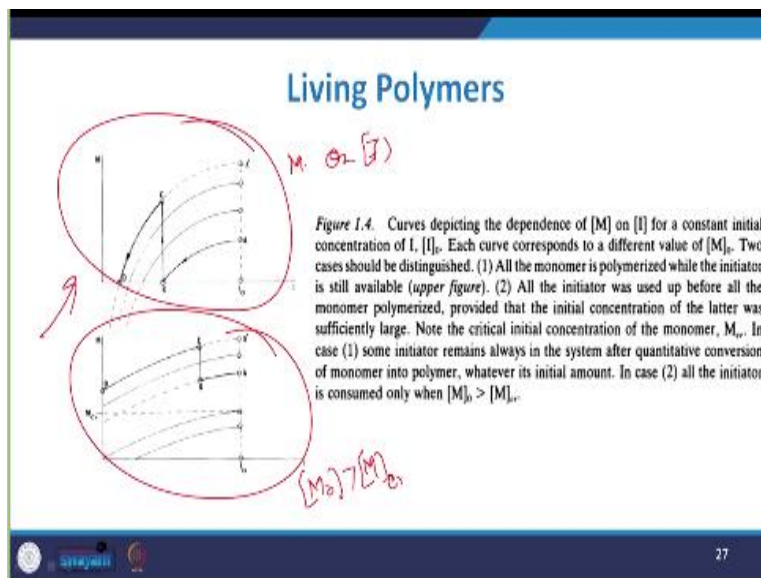 Living Polymers
M. On [I]
Figure 1.4. Curves depicting the dependence of [M] on [I] for a constant initial
concentration of I, [I]₀. Each curve corresponds to a different value of [M]₀. Two
cases should be distinguished. (1) All the monomer is polymerized while the initiator
is still available (upper figure). (2) All the initiator was used up before all the
monomer polymerized, provided that the initial concentration of the latter was
sufficiently large. Note the critical initial concentration of the monomer, M
In
case (1) some initiator remains always in the system after quantitative conversion
of monomer into polymer, whatever its initial amount. In case (2) all the initiator
is consumed only when [M]₀ > [M]
[M₀] > [M]
swayam
27